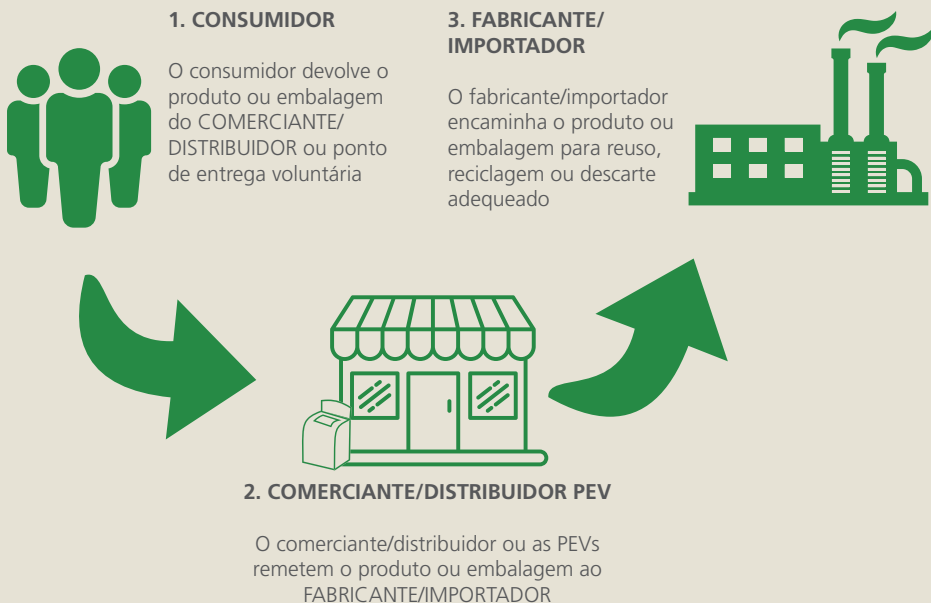 1. CONSUMIDOR
O consumidor devolve o
produto ou embalagem
do COMERCIANTE/
DISTRIBUIDOR ou ponto
de entrega voluntária
3. FABRICANTE/
IMPORTADOR
O fabricante/importador
encaminha o produto ou
embalagem para reuso,
reciclagem ou descarte
adequeado
2. COMERCIANTE/DISTRIBUIDOR PEV
O comerciante/distribuidor ou as PEVs
remetem o produto ou embalagem ao
FABRICANTE/IMPORTADOR